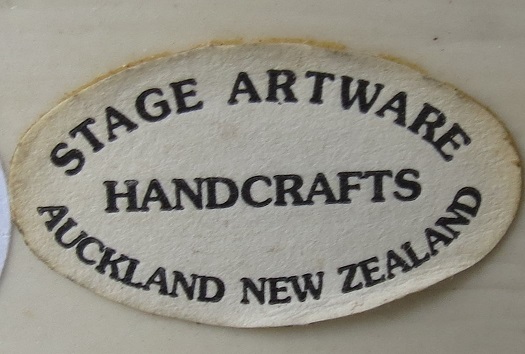 STAGE ARTWARE
HANDCRAFTS
AUCKLAND NEW ZEALAND